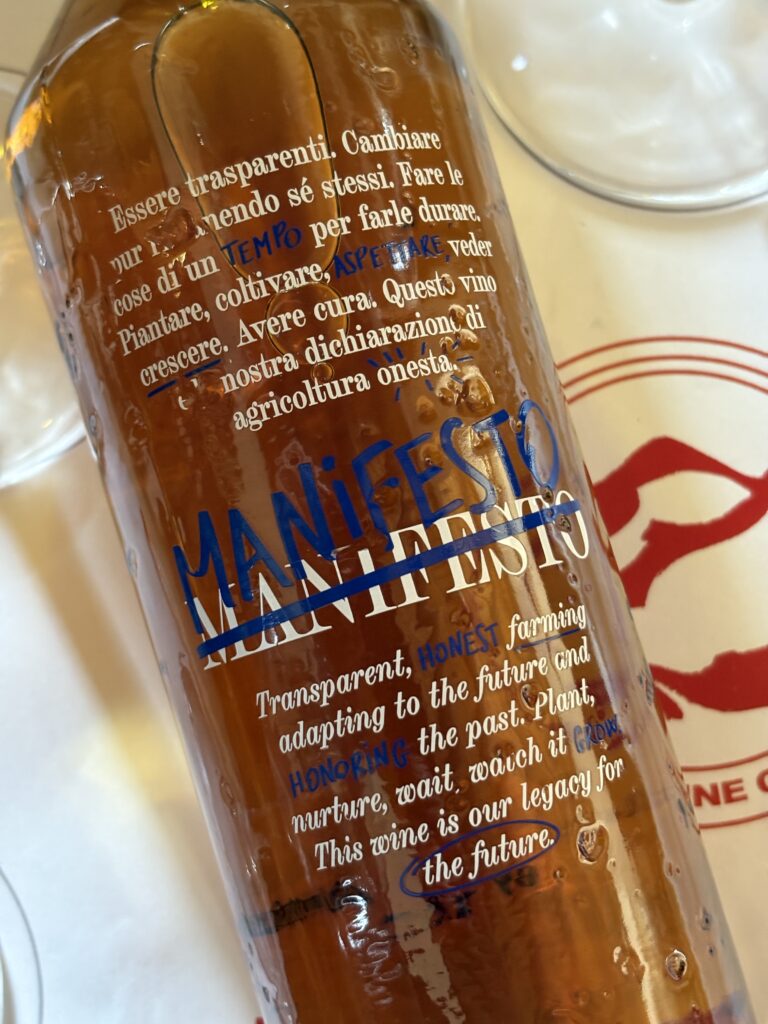 Essere trasparenti. Cambiare
pur rimanendo sé stessi. Fare le
cose di un TEMPO per farle durare.
Piantare, coltivare, ASPETTARE, veder
crescere. Avere cura. Questo vino
nostra dichiarazione di
agricoltura onesta.
MANiFESTO
MANIFESTO
Transparent, HONEST farming
adapting to the future and
HONORING the past. Plant,
nurture, wait, watch it GROW.
This wine is our legacy for
the future.